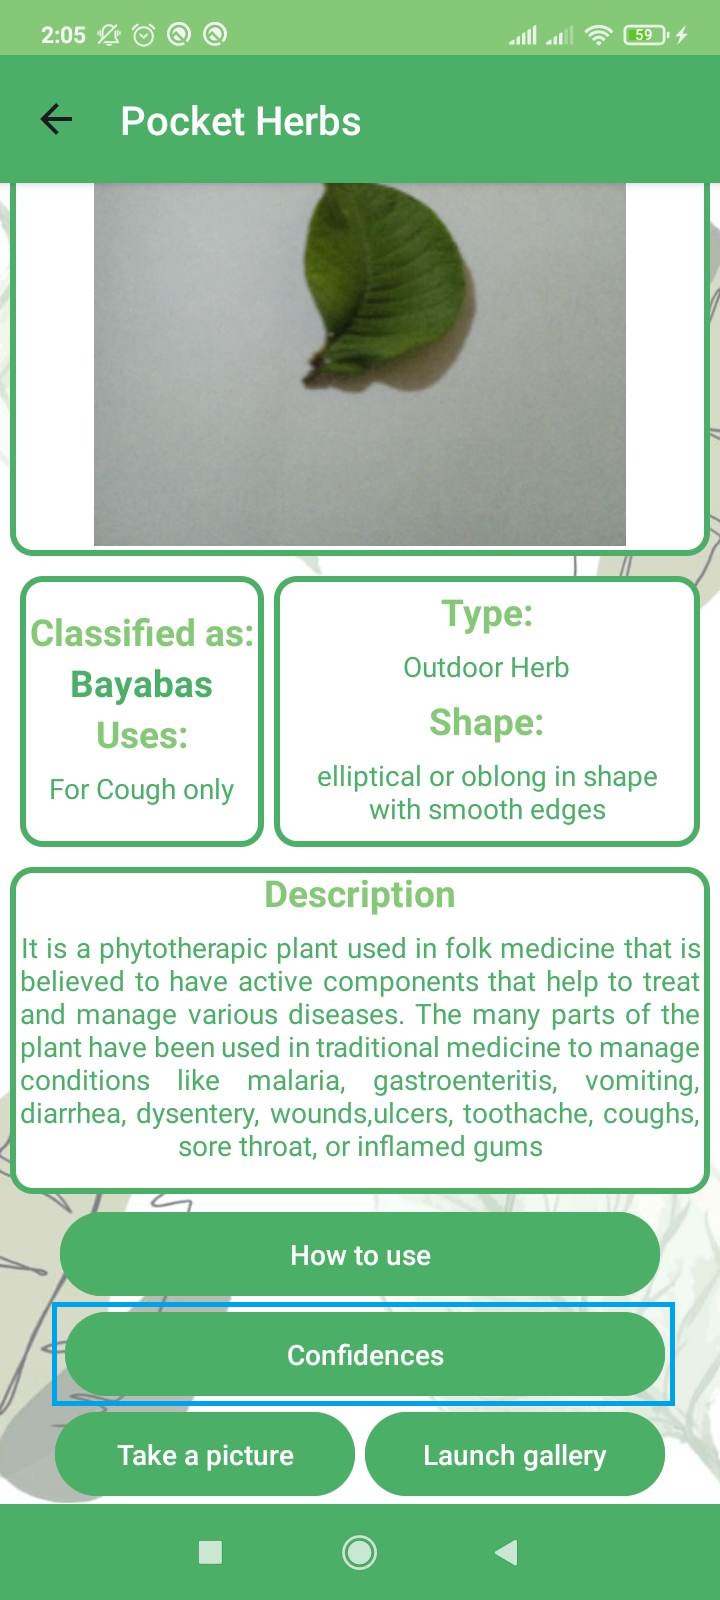 2:05
59
Pocket Herbs
Classified as:
Bayabas
Uses:
For Cough only
Type:
Outdoor Herb
Shape:
elliptical or oblong in shape
with smooth edges
Description
It is a phytotherapic plant used in folk medicine that is
believed to have active components that help to treat
and manage various diseases. The many parts of the
plant have been used in traditional medicine to manage
conditions like malaria, gastroenteritis, vomiting,
diarrhea, dysentery, wounds,ulcers, toothache, coughs,
sore throat, or inflamed gums
How to use
Confidences
Take a picture
Launch gallery